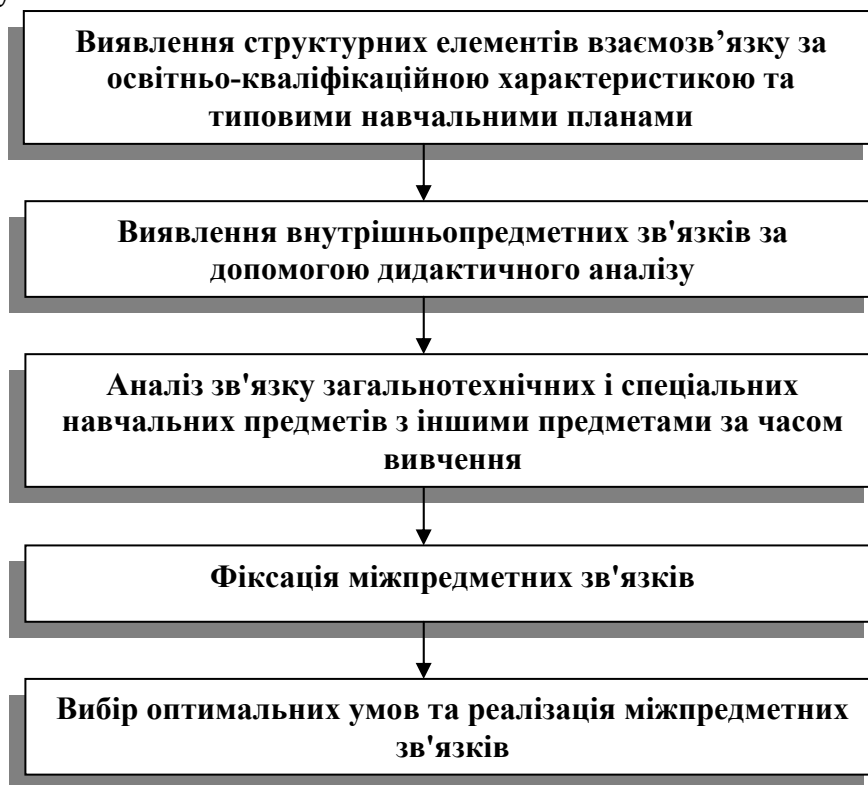 Виявлення структурних елементів взаємозв’язку за
освітньо-кваліфікаційною характеристикою та
типовими навчальними планами
Виявлення внутрішньопредметних зв'язків за
допомогою дидактичного аналізу
Аналіз зв'язку загальнотехнічних і спеціальних
навчальних предметів з іншими предметами за часом
вивчення
Фіксація міжпредметних зв'язків
Вибір оптимальних умов та реалізація міжпредметних
зв'язків